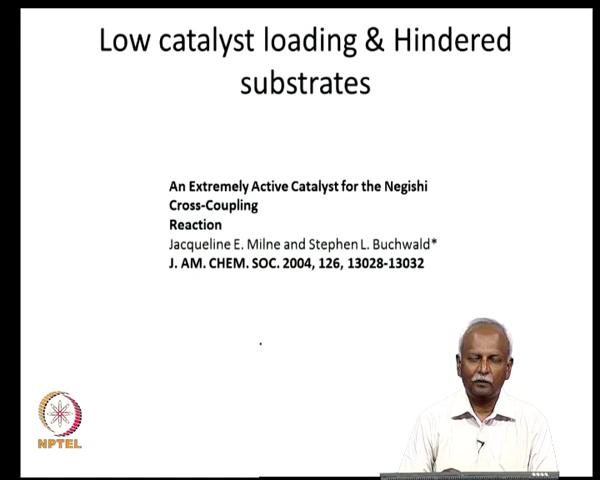 Low catalyst loading & Hindered
substrates
An Extremely Active Catalyst for the Negishi
Cross-Coupling
Reaction
Jacqueline E. Milne and Stephen L. Buchwald*
J. AM. CHEM. SOC. 2004, 126, 13028-13032
NPTEL